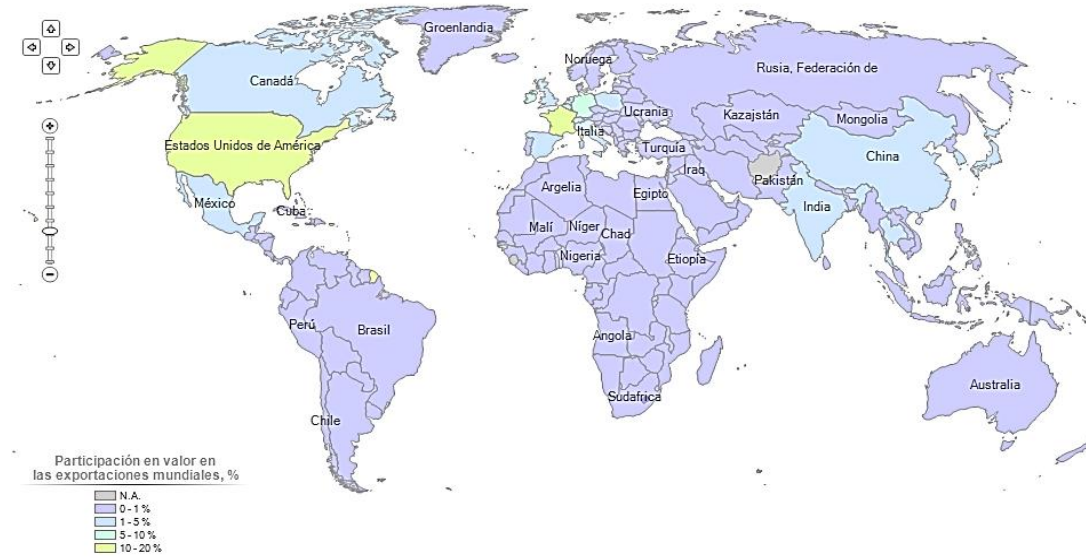 Groenlandia
Noruega
Rusia, Federación de
Canadá
Ucrania
Kazajstán
Mongolia
Italia
Estados Unidos de América
Turquía
China
Iraq
Pakistán
Argelia
Egipto
México
Cuba
India
Malí
Níger
Chad
Nigeria
Etiopía
Perú
Brasil
Angola
Australia
Sudafrica
Chile
Participación en valor en
las exportaciones mundiales, %
N.A.
0 - 1 %
1 - 5 %
5 - 10 %
10 - 20 %